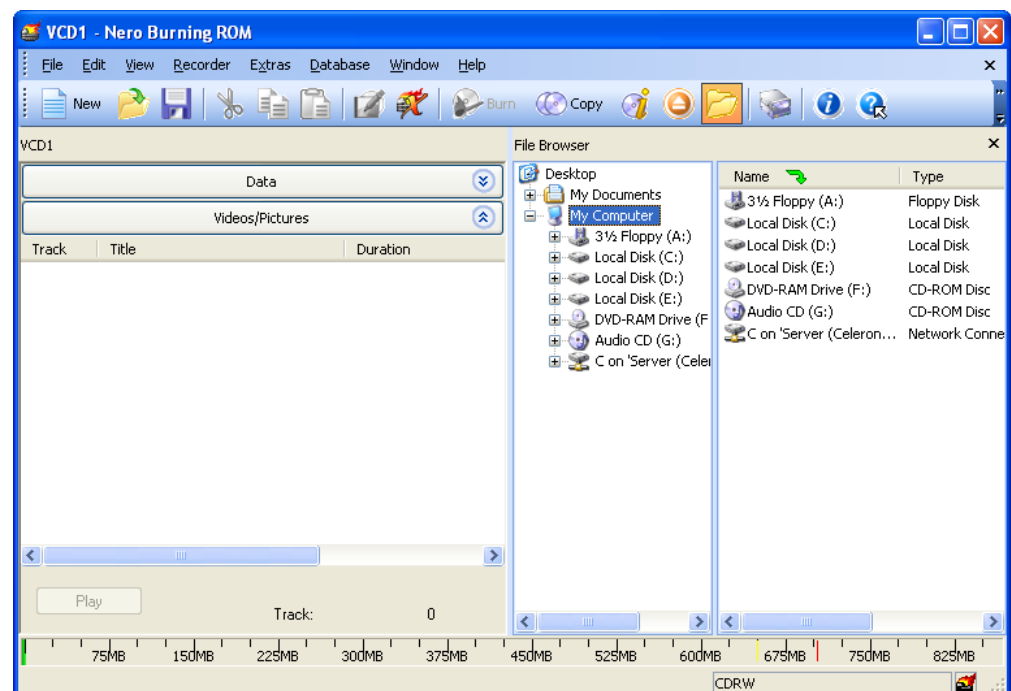 VCD1 - Nero Burning ROM
File Edit View Recorder Extras Database Window Help
New Burn Copy
VCD1
Data
Videos/Pictures
Track Title Duration
Play
Track: 0
File Browser
Desktop
My Documents
My Computer
3½ Floppy (A:)
Local Disk (C:)
Local Disk (D:)
Local Disk (E:)
DVD-RAM Drive (F
Audio CD (G:)
C on 'Server (Celer
Name Type
3½ Floppy (A:) Floppy Disk
Local Disk (C:) Local Disk
Local Disk (D:) Local Disk
Local Disk (E:) Local Disk
DVD-RAM Drive (F:) CD-ROM Disc
Audio CD (G:) CD-ROM Disc
C on 'Server (Celeron... Network Conne
75MB 150MB 225MB 300MB 375MB 450MB 525MB 600MB 675MB 750MB 825MB
CDRW